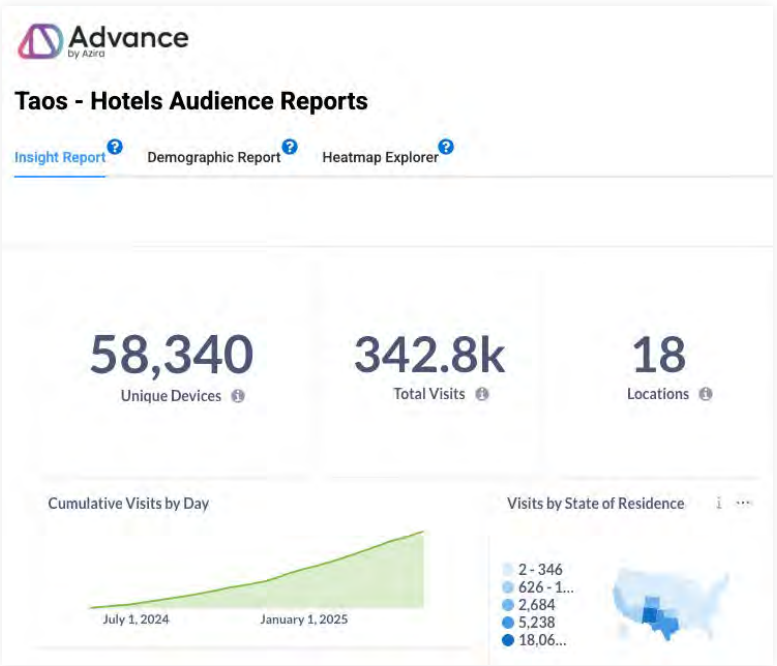 Advance
by Azira
Taos - Hotels Audience Reports
Insight Report ?
Demographic Report ?
Heatmap Explorer ?
58,340
Unique Devices i
342.8k
Total Visits i
18
Locations i
Cumulative Visits by Day
July 1, 2024
January 1, 2025
Visits by State of Residence i ...
2 - 346
626 - 1...
2,684
5,238
18,06...